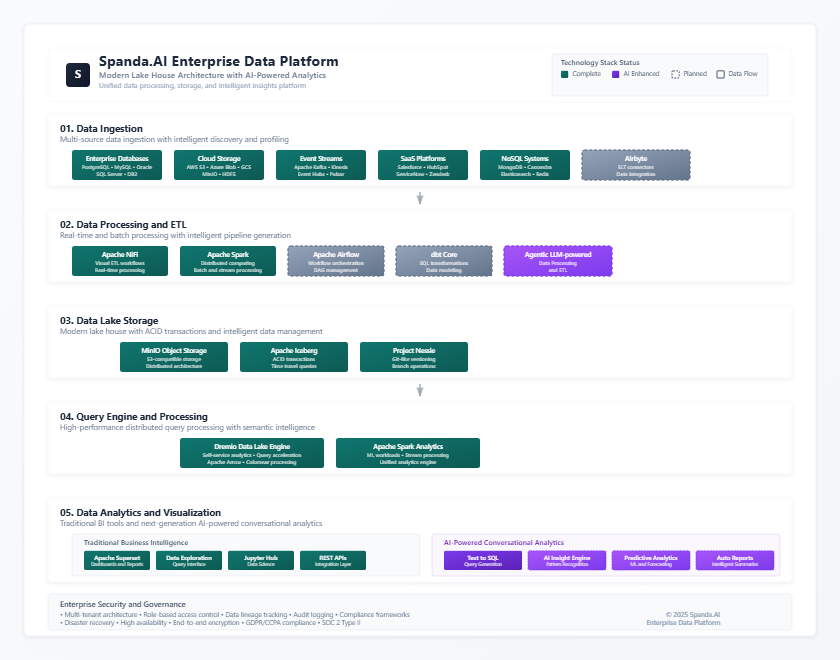 S
Spanda.AI Enterprise Data Platform
Modern Lake House Architecture with AI-Powered Analytics
Unified data processing, storage, and intelligent insights platform
Technology Stack Status
Complete
AI Enhanced
Planned
Data Flow
01. Data Ingestion
Multi-source data ingestion with intelligent discovery and profiling
Enterprise Databases
PostgreSQL • MySQL • Oracle
SQL Server • DB2
Cloud Storage
AWS S3 • Azure Blob • GCS
MinIO • HDFS
Event Streams
Apache Kafka • Kinesis
Event Hubs • Pulsar
SaaS Platforms
Salesforce • HubSpot
ServiceNow • Zendesk
NoSQL Systems
MongoDB • Cassandra
Elasticsearch • Redis
Airbyte
ELT connectors
Data integration
02. Data Processing and ETL
Real-time and batch processing with intelligent pipeline generation
Apache NiFi
Visual ETL workflows
Real-time processing
Apache Spark
Distributed computing
Batch and stream processing
Apache Airflow
Workflow orchestration
DAG management
dbt Core
SQL transformations
Data modeling
Agentic LLM-powered
Data Processing
and ETL
03. Data Lake Storage
Modern lake house with ACID transactions and intelligent data management
MinIO Object Storage
S3-compatible storage
Distributed architecture
Apache Iceberg
ACID transactions
Time travel queries
Project Nessie
Git-like versioning
Branch operations
04. Query Engine and Processing
High-performance distributed query processing with semantic intelligence
Dremio Data Lake Engine
Self-service analytics • Query acceleration
Apache Arrow • Columnar processing
Apache Spark Analytics
ML workloads • Stream processing
Unified analytics engine
05. Data Analytics and Visualization
Traditional BI tools and next-generation AI-powered conversational analytics
Traditional Business Intelligence
Apache Superset
Dashboards and Reports
Data Exploration
Query Interface
Jupyter Hub
Data Science
REST APIs
Integration Layer
AI-Powered Conversational Analytics
Text to SQL
Query Generation
AI Insight Engine
Pattern Recognition
Predictive Analytics
ML and Forecasting
Auto Reports
Intelligent Summaries
Enterprise Security and Governance
• Multi-tenant architecture • Role-based access control • Data lineage tracking • Audit logging • Compliance frameworks
• Disaster recovery • High availability • End-to-end encryption • GDPR/CCPA compliance • SOC 2 Type II
© 2025 Spanda.AI
Enterprise Data Platform